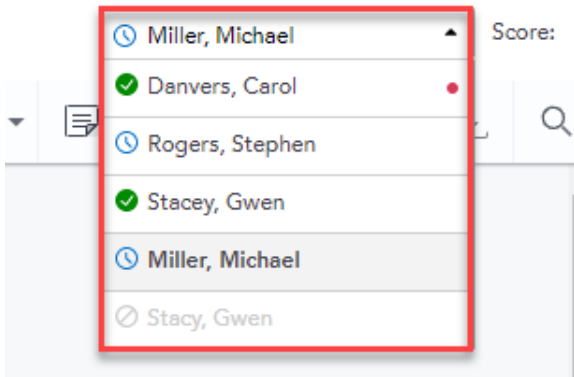 Miller, Michael Score:
Danvers, Carol
Rogers, Stephen
Stacey, Gwen
Miller, Michael
Stacy, Gwen